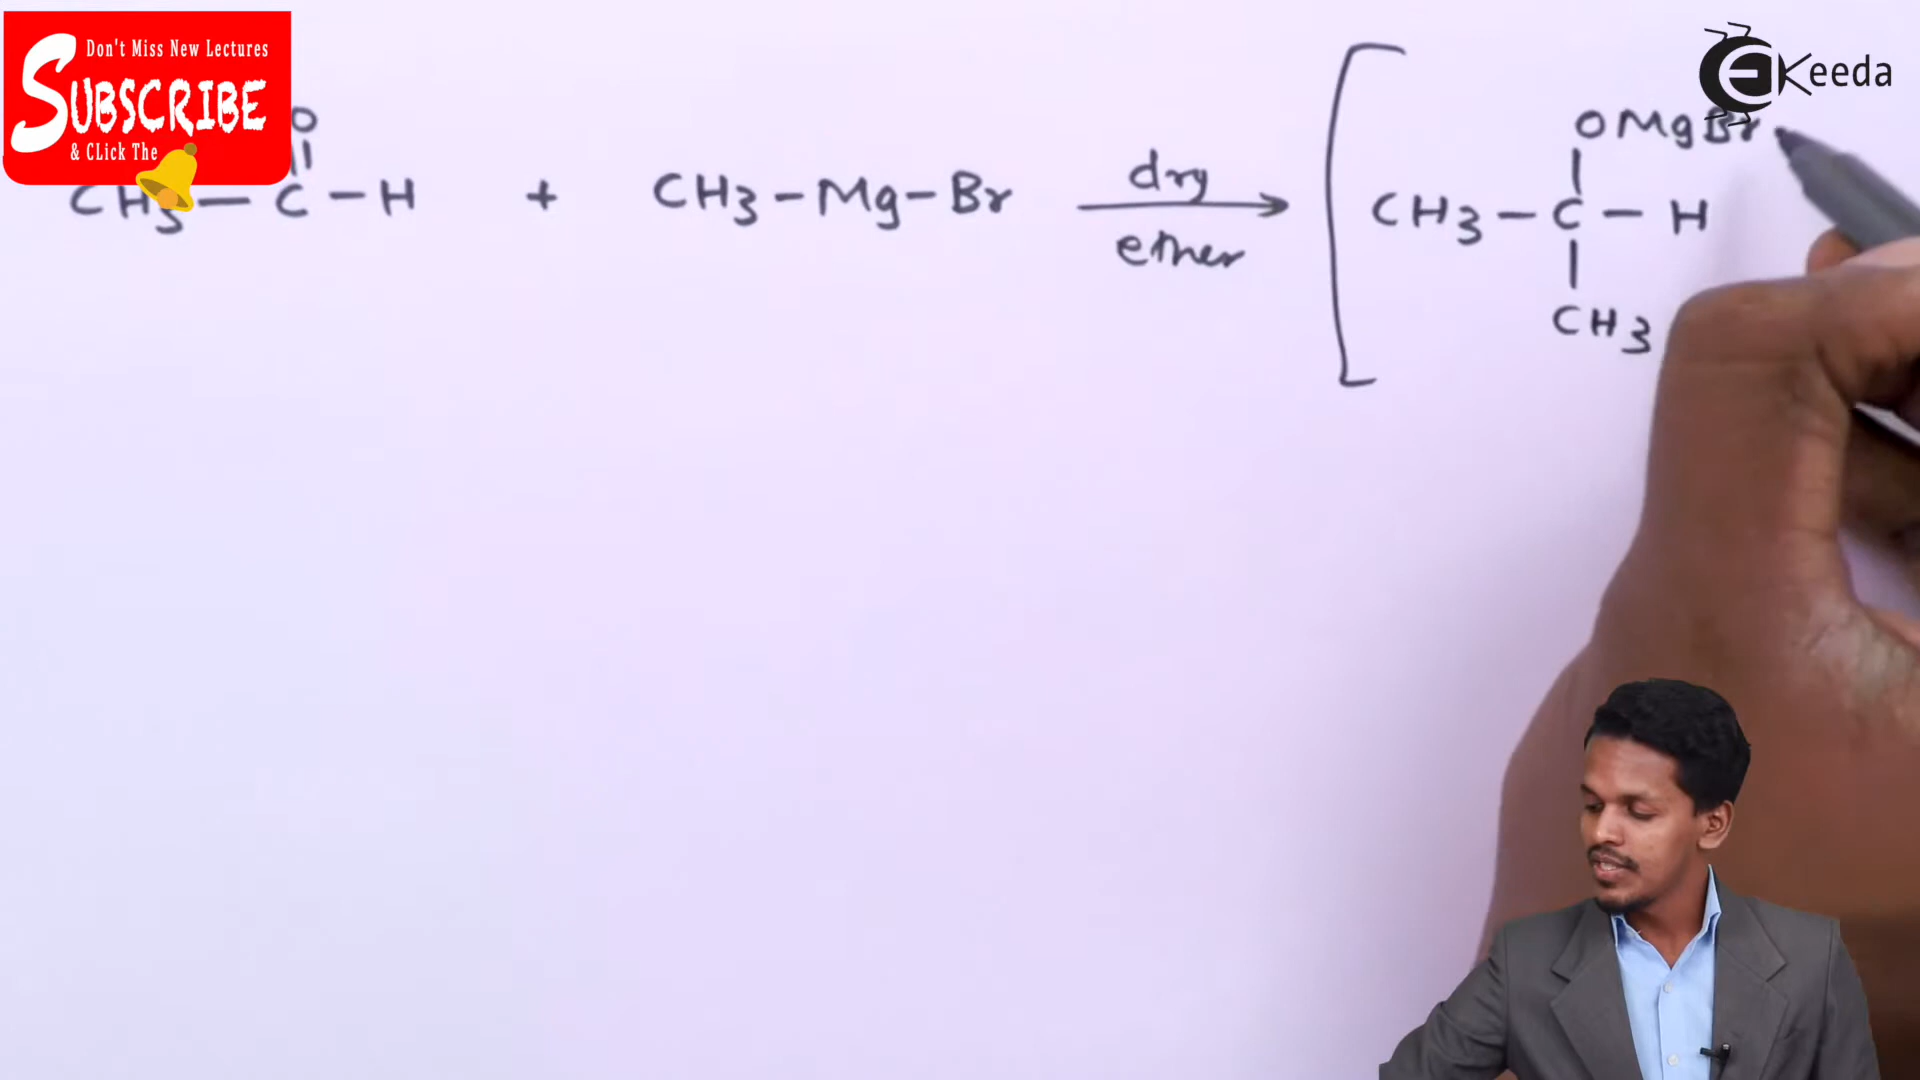 Don't Miss New Lectures
SUBSCRIBE
& CLick The
Keeda
O
||
CH3 — C — H + CH3 - Mg - Br dry ether → [
OMgBr
|
CH3 — C — H
|
CH3